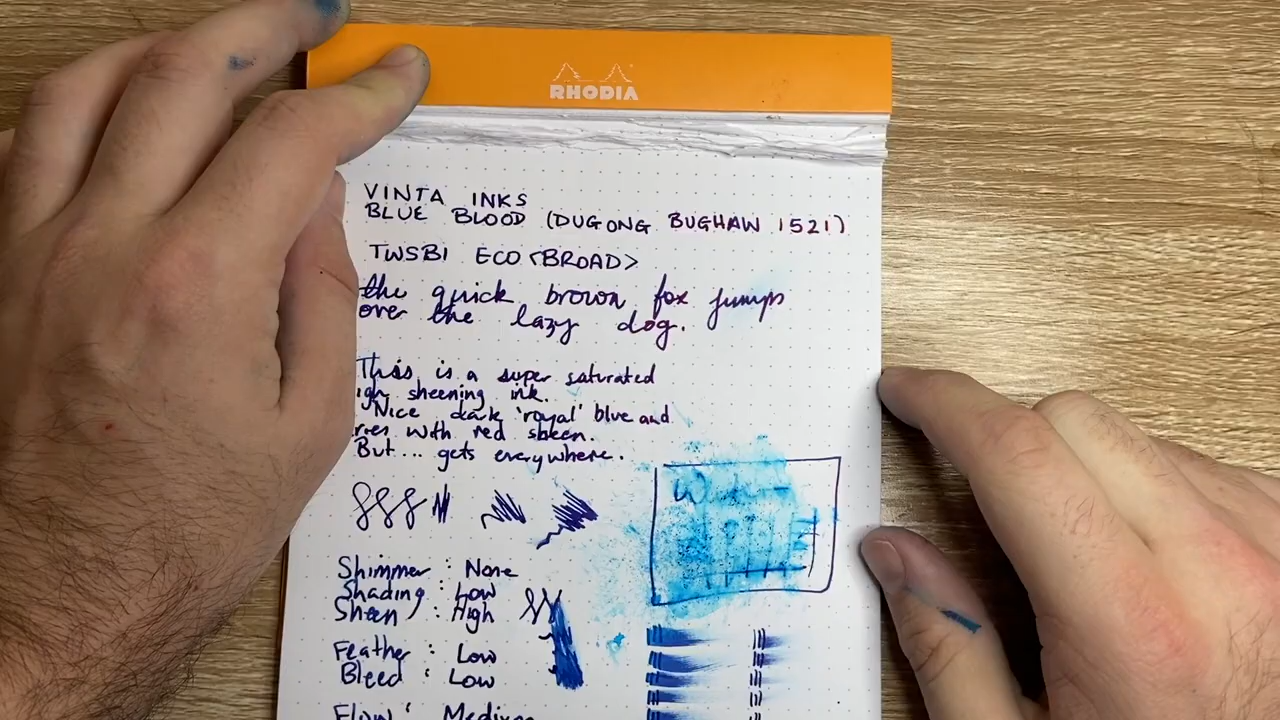 RHODIA
VINTA INKS
BLUE BLOOD (DUGONG BUGHAW 1521)
TWSBI ECO <BROAD>
the quick brown fox jumps
over the lazy dog.
This is a super saturated
sheening ink.
Nice dark 'royal' blue and
with red sheen.
But... gets everywhere.
Shimmer : None
Shading : Low
Sheen : High
Feather : Low
Bleed : Low
Flow : Medium